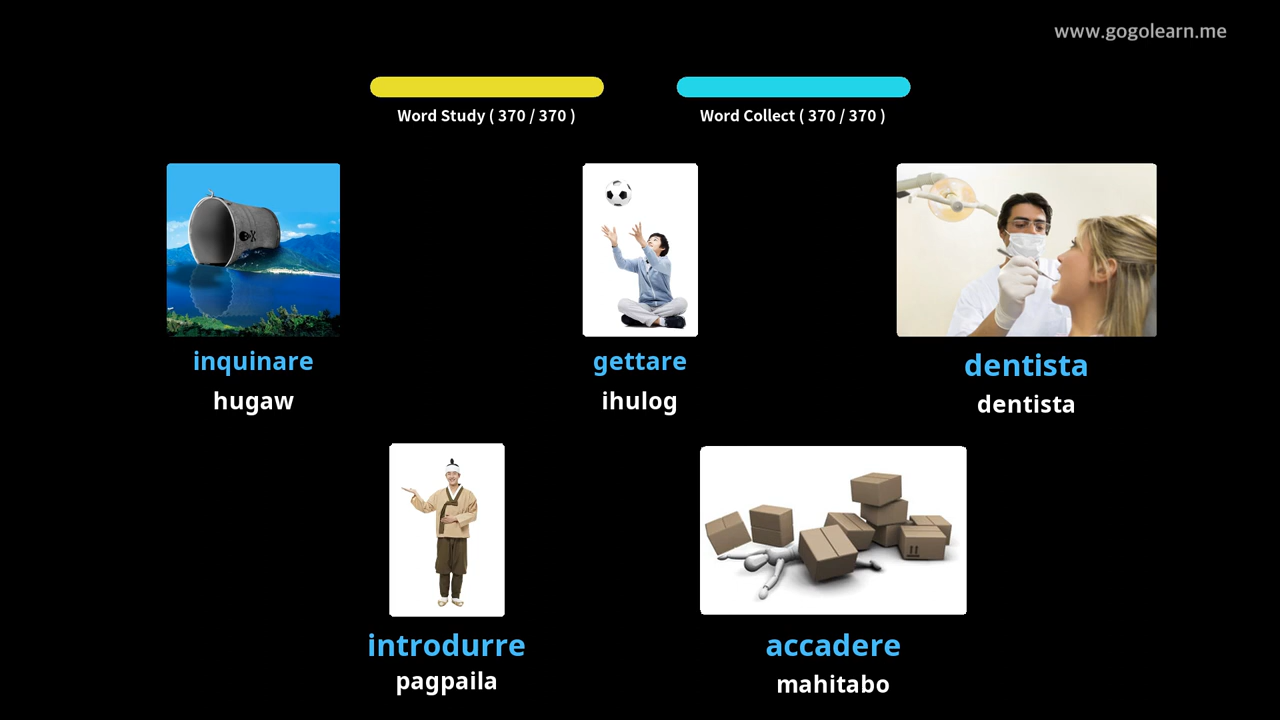 www.gogolearn.me
Word Study ( 370 / 370 )
Word Collect ( 370 / 370 )
inquinare
hugaw
gettare
ihulog
dentista
dentista
introdurre
pagpaila
accadere
mahitabo